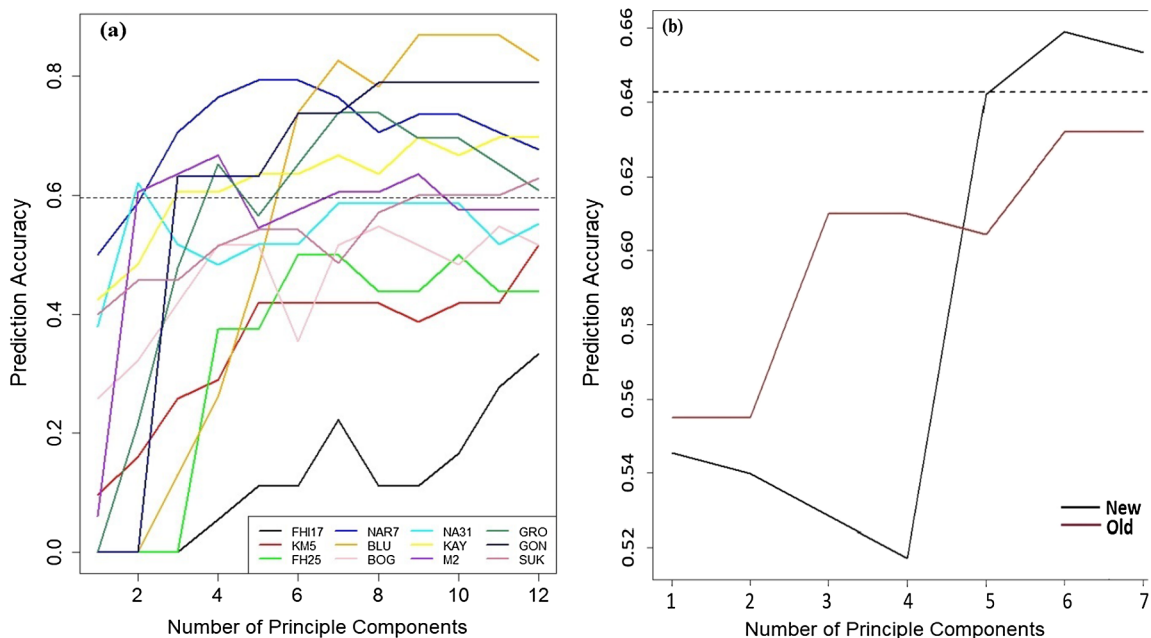 (a)
Prediction Accuracy
0.0 0.2 0.4 0.6 0.8
FHI17 NAR7 NA31 GRO
KM5 BLU KAY GON
FH25 BOG M2 SUK
2 4 6 8 10 12
Number of Principle Components
(b)
Prediction Accuracy
0.52 0.54 0.56 0.58 0.60 0.62 0.64 0.66
New
Old
1 2 3 4 5 6 7
Number of Principle Components